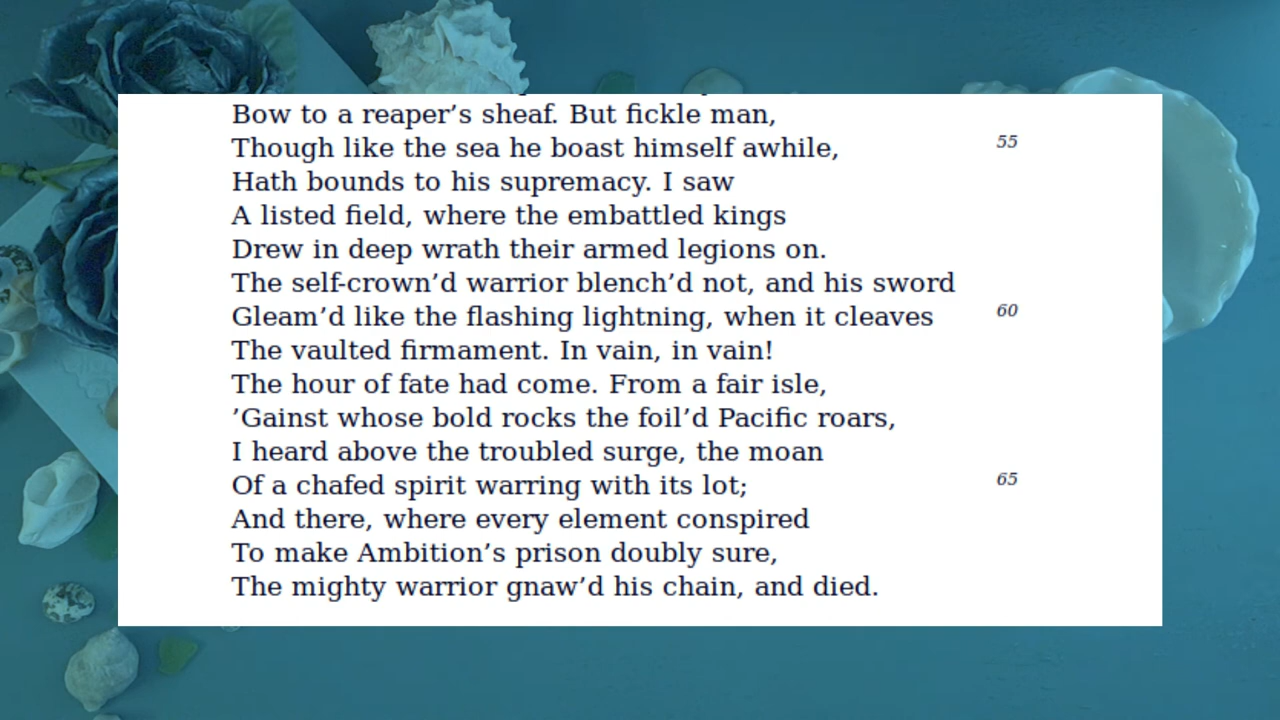 Bow to a reaper’s sheaf. But fickle man,
Though like the sea he boast himself awhile, 55
Hath bounds to his supremacy. I saw
A listed field, where the embattled kings
Drew in deep wrath their armed legions on.
The self-crown’d warrior blench’d not, and his sword
Gleam’d like the flashing lightning, when it cleaves 60
The vaulted firmament. In vain, in vain!
The hour of fate had come. From a fair isle,
’Gainst whose bold rocks the foil’d Pacific roars,
I heard above the troubled surge, the moan
Of a chafed spirit warring with its lot; 65
And there, where every element conspired
To make Ambition’s prison doubly sure,
The mighty warrior gnaw’d his chain, and died.